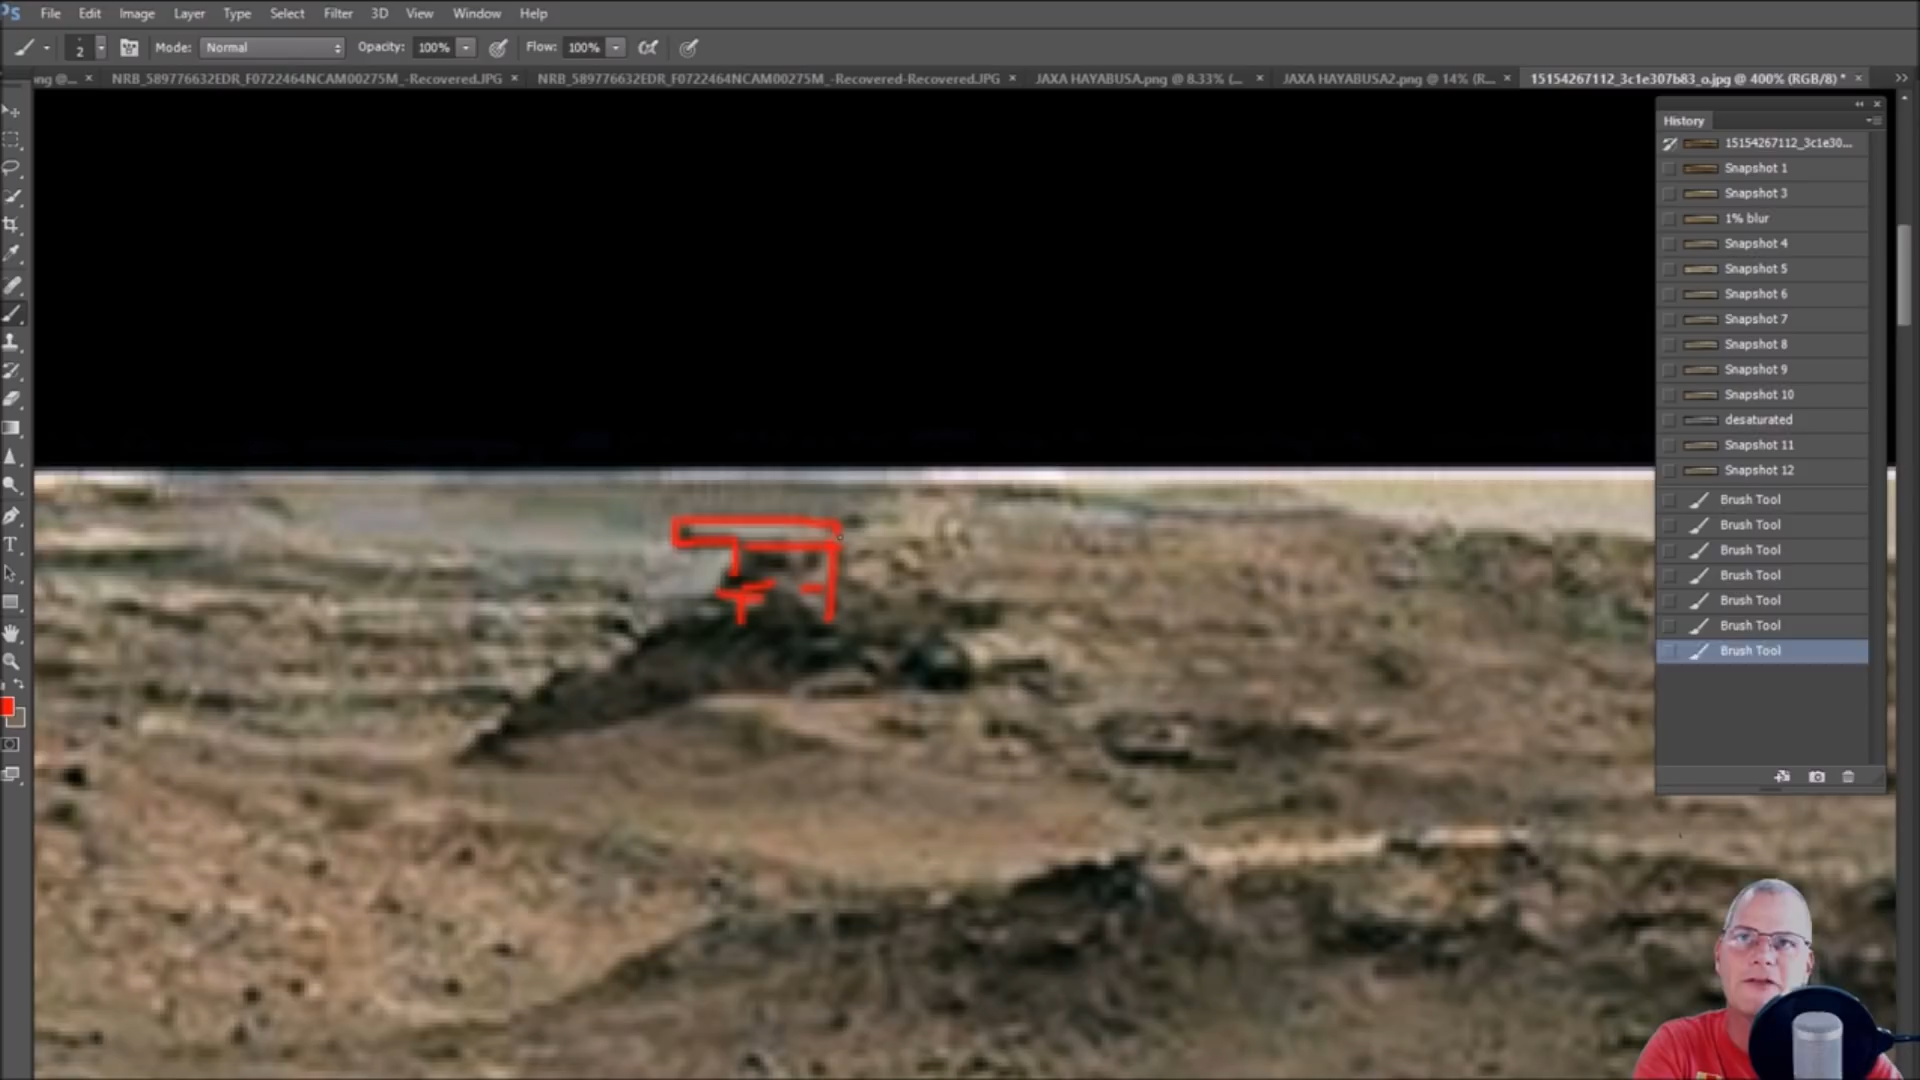 Ps File Edit Image Layer Type Select Filter 3D View Window Help
2 Mode: Normal Opacity: 100% Flow: 100%
ng @... × NRB_589776632EDR_F0722464NCAM00275M_-Recovered.JPG × NRB_589776632EDR_F0722464NCAM00275M_-Recovered-Recovered.JPG × JAXA HAYABUSA.png @ 8.33% (... × JAXA HAYABUSA2.png @ 14% (R... × 15154267112_3c1e307b83_o.jpg @ 400% (RGB/8) * ×
History
15154267112_3c1e30...
Snapshot 1
Snapshot 3
1% blur
Snapshot 4
Snapshot 5
Snapshot 6
Snapshot 7
Snapshot 8
Snapshot 9
Snapshot 10
desaturated
Snapshot 11
Snapshot 12
Brush Tool
Brush Tool
Brush Tool
Brush Tool
Brush Tool
Brush Tool
Brush Tool